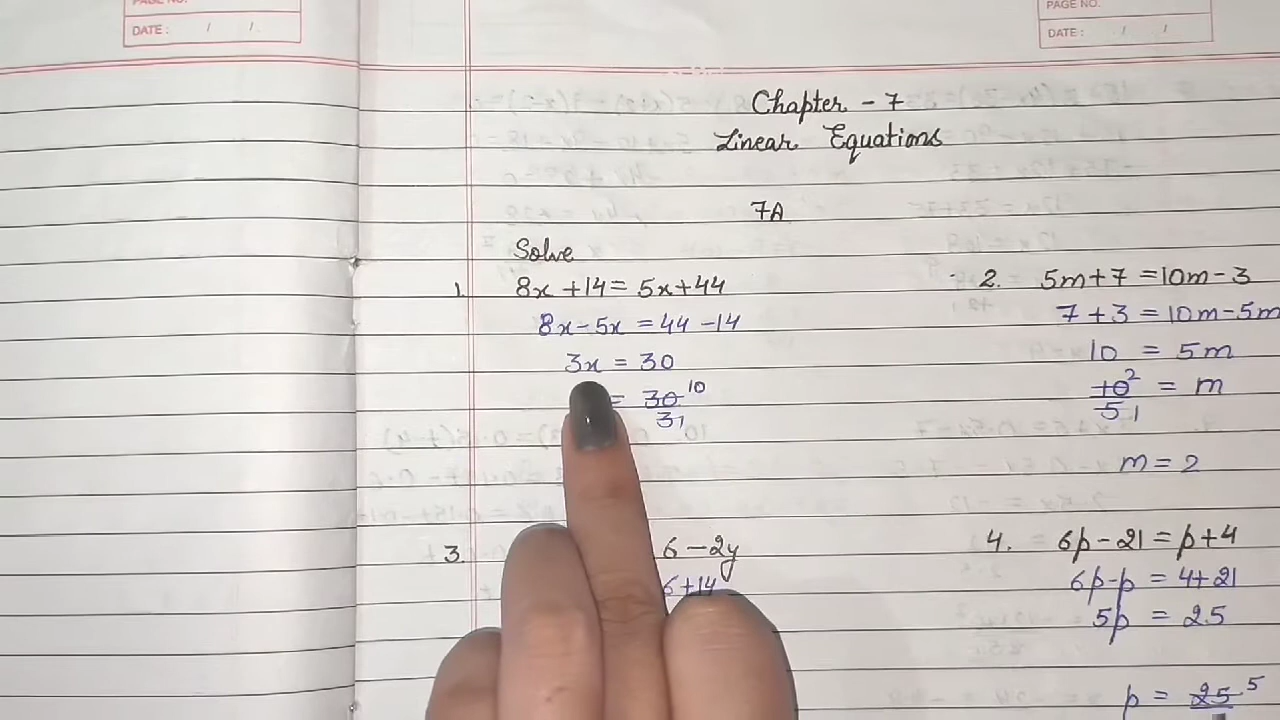 PAGE NO.
DATE : / /
PAGE NO.
DATE : / /
Chapter - 7
Linear Equations
7A
Solve
1. 8x + 14 = 5x + 44
8x - 5x = 44 - 14
3x = 30
= 30 10
3 1
2. 5m + 7 = 10m - 3
7 + 3 = 10m - 5m
10 = 5m
10 2 = m
5 1
m = 2
3. 6 - 2y
6 + 14
4. 6p - 21 = p + 4
6p - p = 4 + 21
5p = 25
p = 25 5